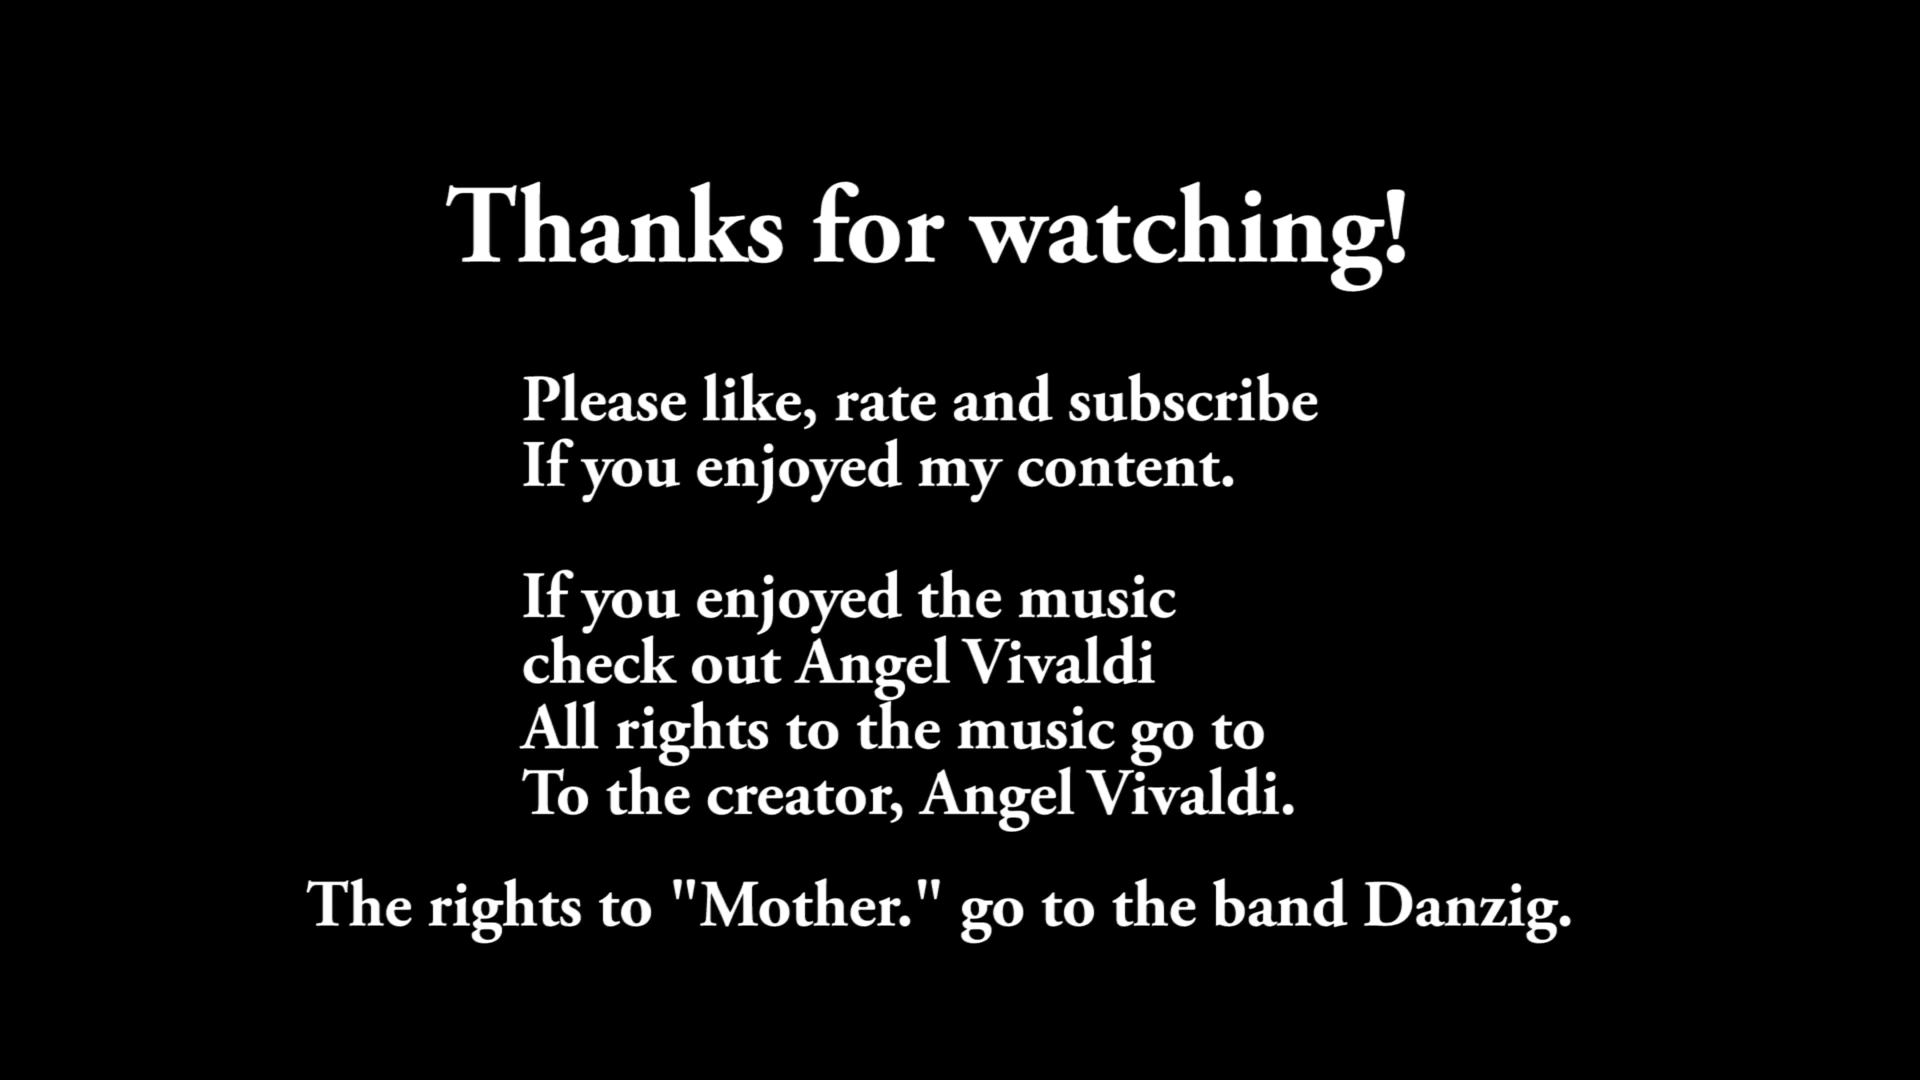 Thanks for watching!
Please like, rate and subscribe
If you enjoyed my content.
If you enjoyed the music
check out Angel Vivaldi
All rights to the music go to
To the creator, Angel Vivaldi.
The rights to "Mother." go to the band Danzig.